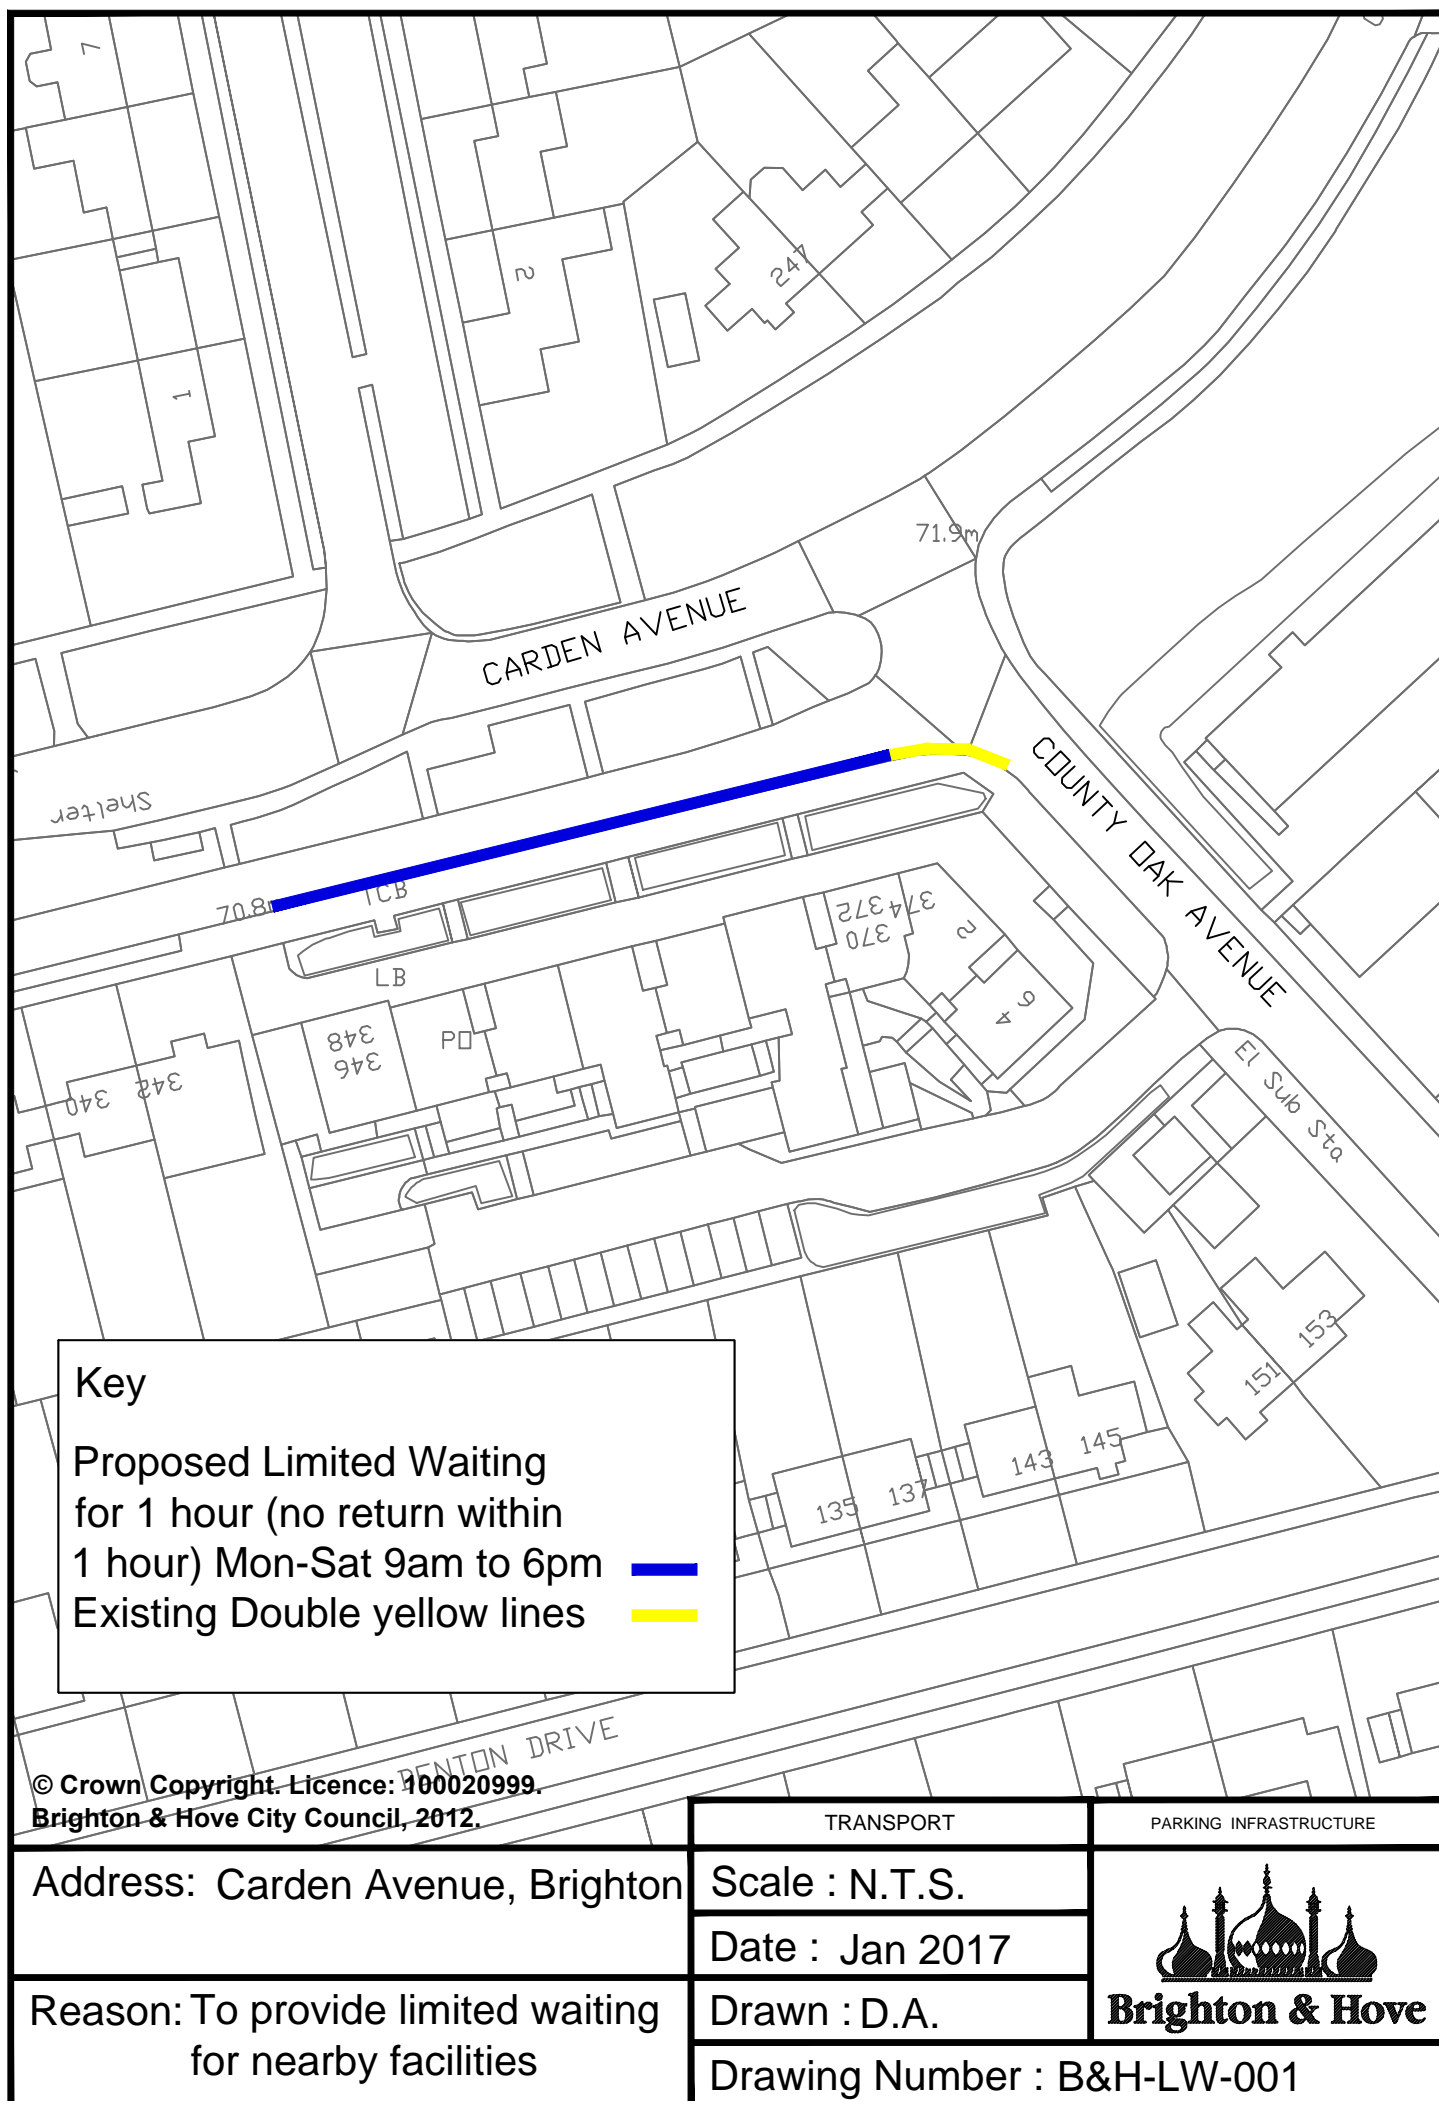 7
2
247
1
71.9m
CARDEN AVENUE
COUNTY OAK AVENUE
Shelter
70.8m
TCB
LB
372
374
370
2
6
4
348
346
PO
342
340
El Sub Sta
153
151
145
143
137
135
Key
Proposed Limited Waiting
for 1 hour (no return within
1 hour) Mon-Sat 9am to 6pm
Existing Double yellow lines
DENTON DRIVE
© Crown Copyright. Licence: 100020999.
Brighton & Hove City Council, 2012.
TRANSPORT
PARKING INFRASTRUCTURE
Address: Carden Avenue, Brighton
Scale : N.T.S.
Date : Jan 2017
Reason: To provide limited waiting
for nearby facilities
Drawn : D.A.
Brighton & Hove
Drawing Number : B&H-LW-001